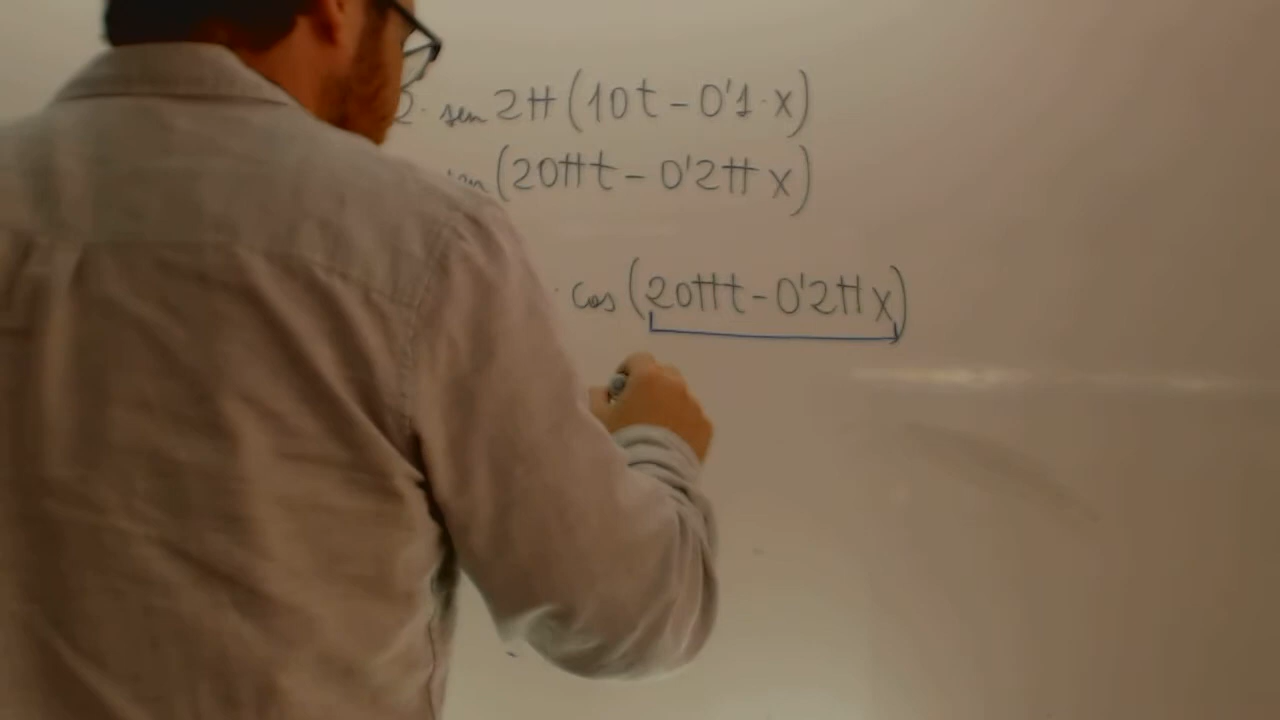 2· sen 2π (10t - 0'1·x)
(20πt - 0'2π x)
· cos (20πt - 0'2π x)